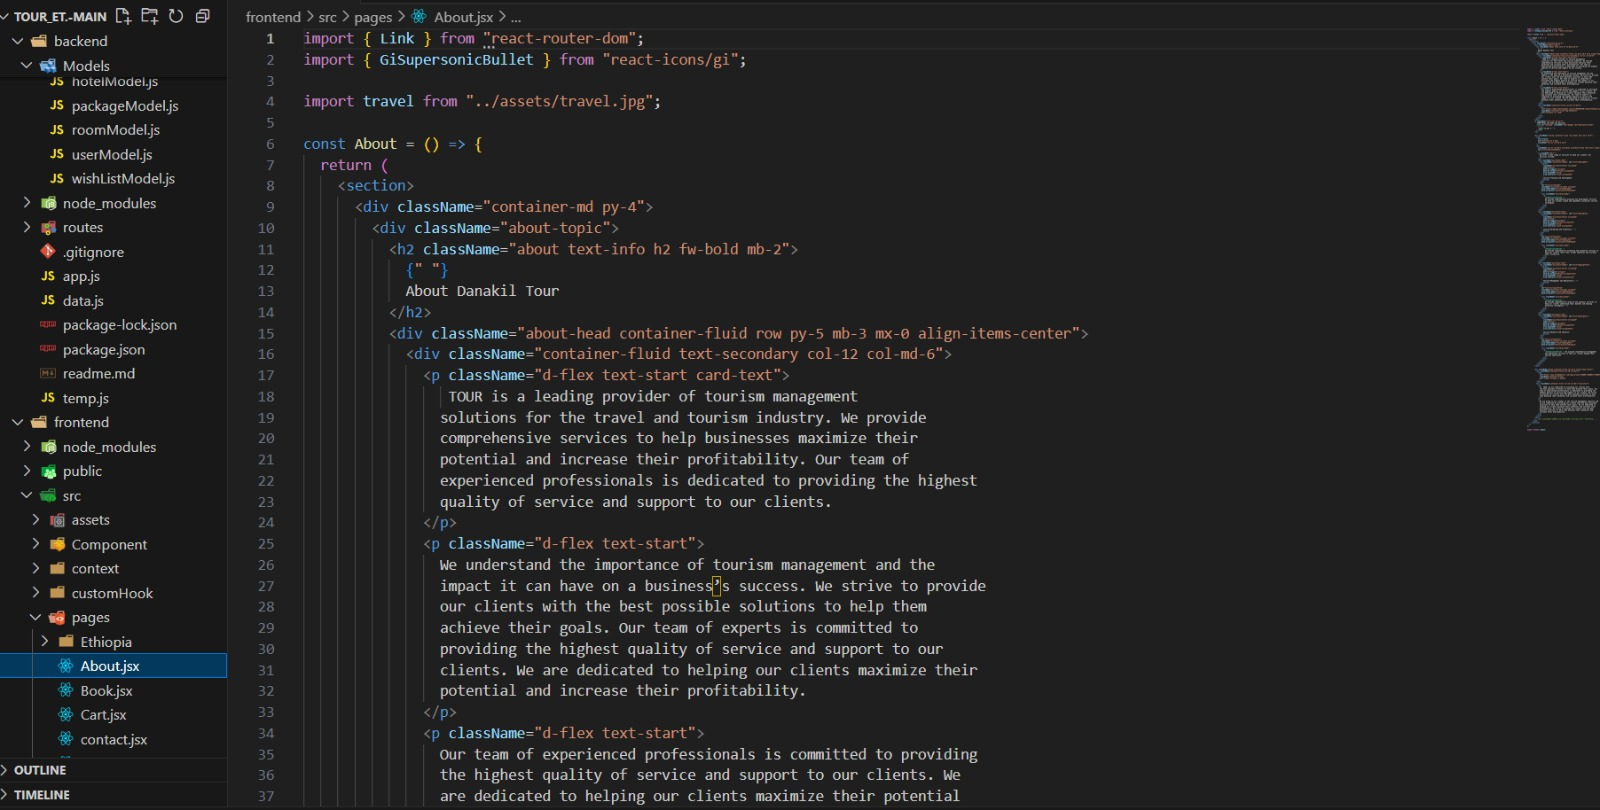 TOUR_ET.-MAIN
backend
Models
hotelModel.js
JS packageModel.js
JS roomModel.js
JS userModel.js
JS wishListModel.js
node_modules
routes
.gitignore
JS app.js
JS data.js
package-lock.json
package.json
readme.md
JS temp.js
frontend
node_modules
public
src
assets
Component
context
customHook
pages
Ethiopia
About.jsx
Book.jsx
Cart.jsx
contact.jsx
OUTLINE
TIMELINE
frontend > src > pages > About.jsx > ...
1 import { Link } from "react-router-dom";
2 import { GiSupersonicBullet } from "react-icons/gi";
3
4 import travel from "../assets/travel.jpg";
5
6 const About = () => {
7 return (
8 <section>
9 <div className="container-md py-4">
10 <div className="about-topic">
11 <h2 className="about text-info h2 fw-bold mb-2">
12 {" "}
13 About Danakil Tour
14 </h2>
15 <div className="about-head container-fluid row py-5 mb-3 mx-0 align-items-center">
16 <div className="container-fluid text-secondary col-12 col-md-6">
17 <p className="d-flex text-start card-text">
18 TOUR is a leading provider of tourism management
19 solutions for the travel and tourism industry. We provide
20 comprehensive services to help businesses maximize their
21 potential and increase their profitability. Our team of
22 experienced professionals is dedicated to providing the highest
23 quality of service and support to our clients.
24 </p>
25 <p className="d-flex text-start">
26 We understand the importance of tourism management and the
27 impact it can have on a business’s success. We strive to provide
28 our clients with the best possible solutions to help them
29 achieve their goals. Our team of experts is committed to
30 providing the highest quality of service and support to our
31 clients. We are dedicated to helping our clients maximize their
32 potential and increase their profitability.
33 </p>
34 <p className="d-flex text-start">
35 Our team of experienced professionals is committed to providing
36 the highest quality of service and support to our clients. We
37 are dedicated to helping our clients maximize their potential